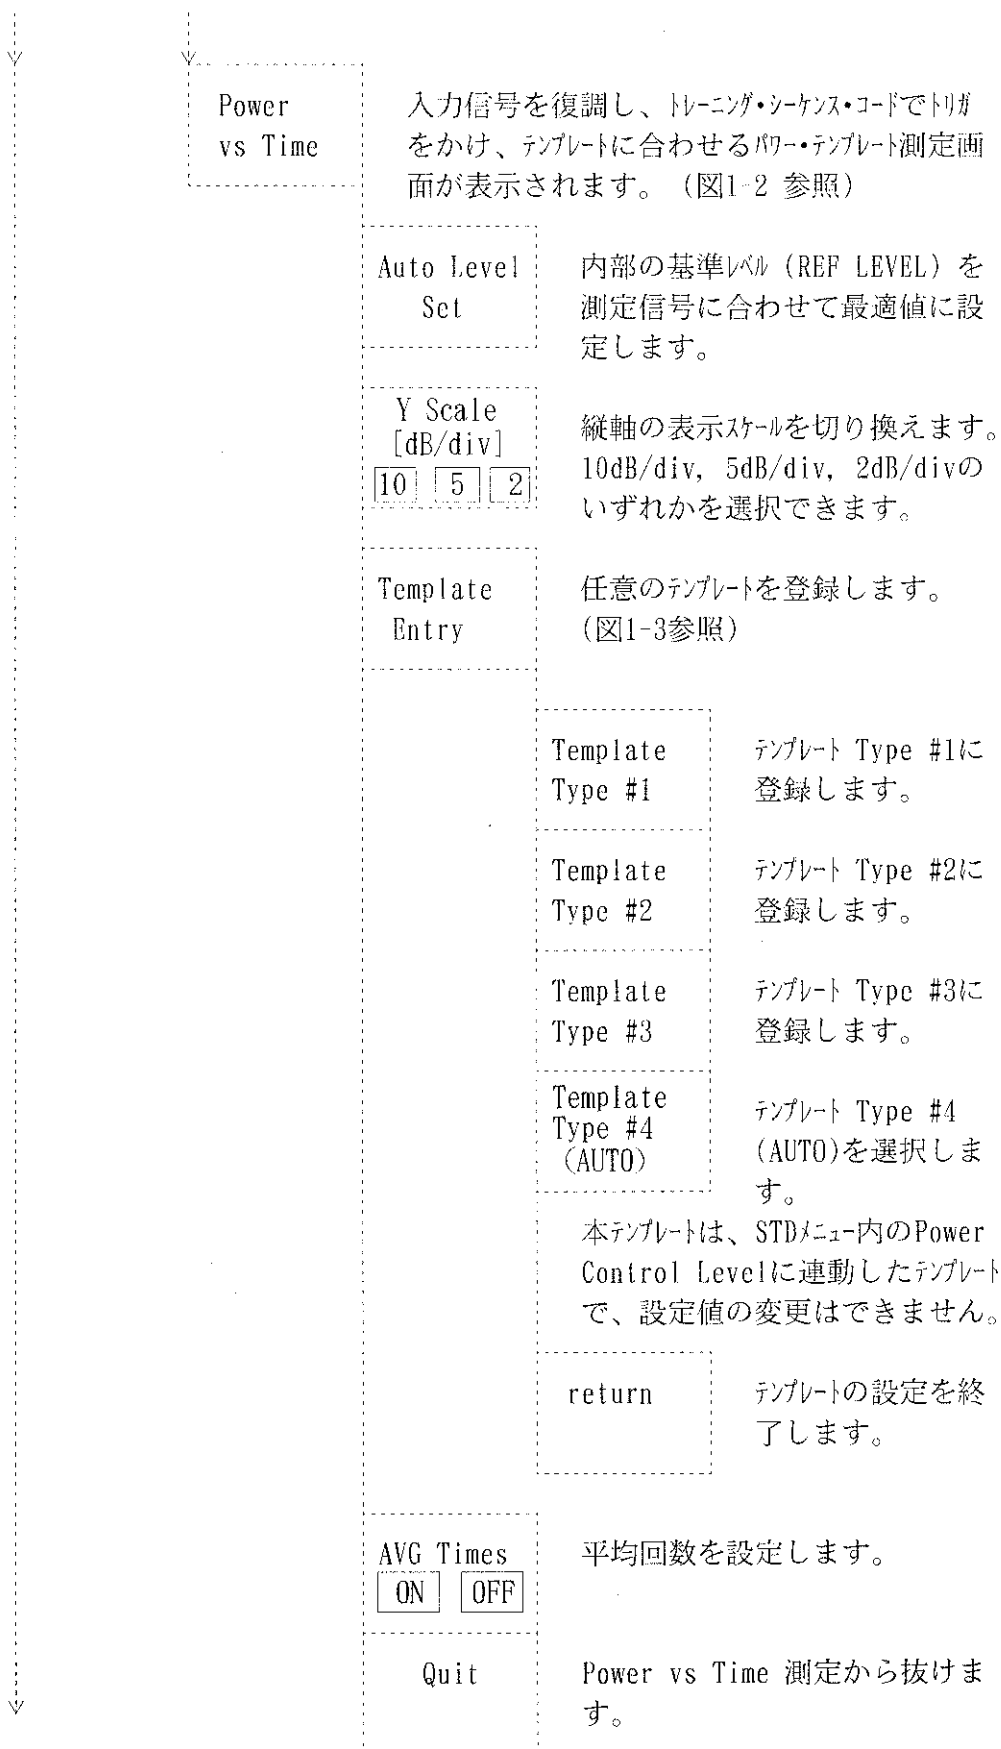 Power
vs Time
入力信号を復調し、トレーニング・シーケンス・コードでトリガ
をかけ、テンプレートに合わせるパワー・テンプレート測定画
面が表示されます。（図1-2 参照）
Auto Level
Set
内部の基準レベル（REF LEVEL）を
測定信号に合わせて最適値に設
定します。
Y Scale
[dB/div]
10 5 2
縦軸の表示スケールを切り換えます。
10dB/div, 5dB/div, 2dB/divの
いずれかを選択できます。
Template
Entry
任意のテンプレートを登録します。
（図1-3参照）
Template
Type #1
テンプレート Type #1に
登録します。
Template
Type #2
テンプレート Type #2に
登録します。
Template
Type #3
テンプレート Type #3に
登録します。
Template
Type #4
(AUTO)
テンプレート Type #4
(AUTO)を選択しま
す。
本テンプレートは、STDメニュー内のPower
Control Levelに連動したテンプレート
で、設定値の変更はできません。
return
テンプレートの設定を終
了します。
AVG Times
ON OFF
平均回数を設定します。
Quit
Power vs Time 測定から抜けま
す。